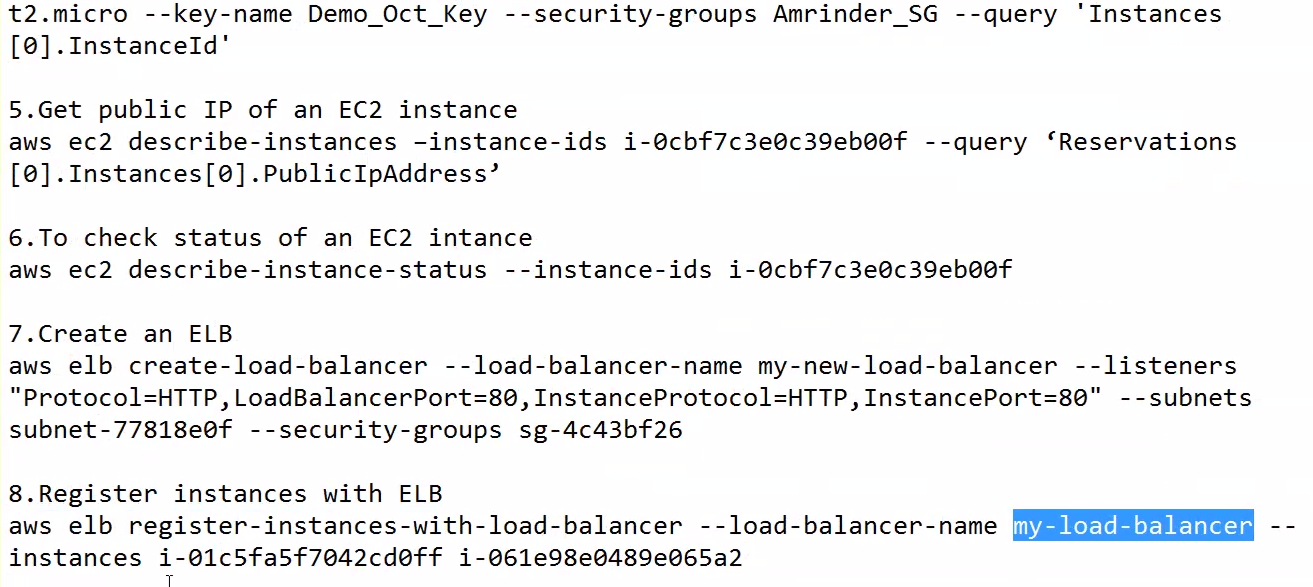 t2.micro --key-name Demo_Oct_Key --security-groups Amrinder_SG --query 'Instances
[0].InstanceId'
5.Get public IP of an EC2 instance
aws ec2 describe-instances –instance-ids i-0cbf7c3e0c39eb00f --query ‘Reservations
[0].Instances[0].PublicIpAddress’
6.To check status of an EC2 intance
aws ec2 describe-instance-status --instance-ids i-0cbf7c3e0c39eb00f
7.Create an ELB
aws elb create-load-balancer --load-balancer-name my-new-load-balancer --listeners
"Protocol=HTTP,LoadBalancerPort=80,InstanceProtocol=HTTP,InstancePort=80" --subnets
subnet-77818e0f --security-groups sg-4c43bf26
8.Register instances with ELB
aws elb register-instances-with-load-balancer --load-balancer-name my-load-balancer --
instances i-01c5fa5f7042cd0ff i-061e98e0489e065a2